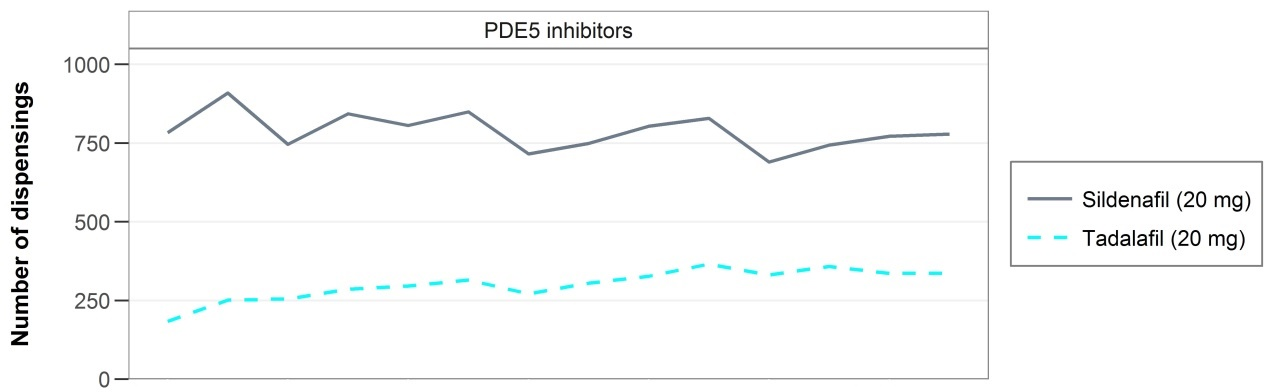 PDE5 inhibitors
Number of dispensings
1000
750
500
250
0
Sildenafil (20 mg)
Tadalafil (20 mg)